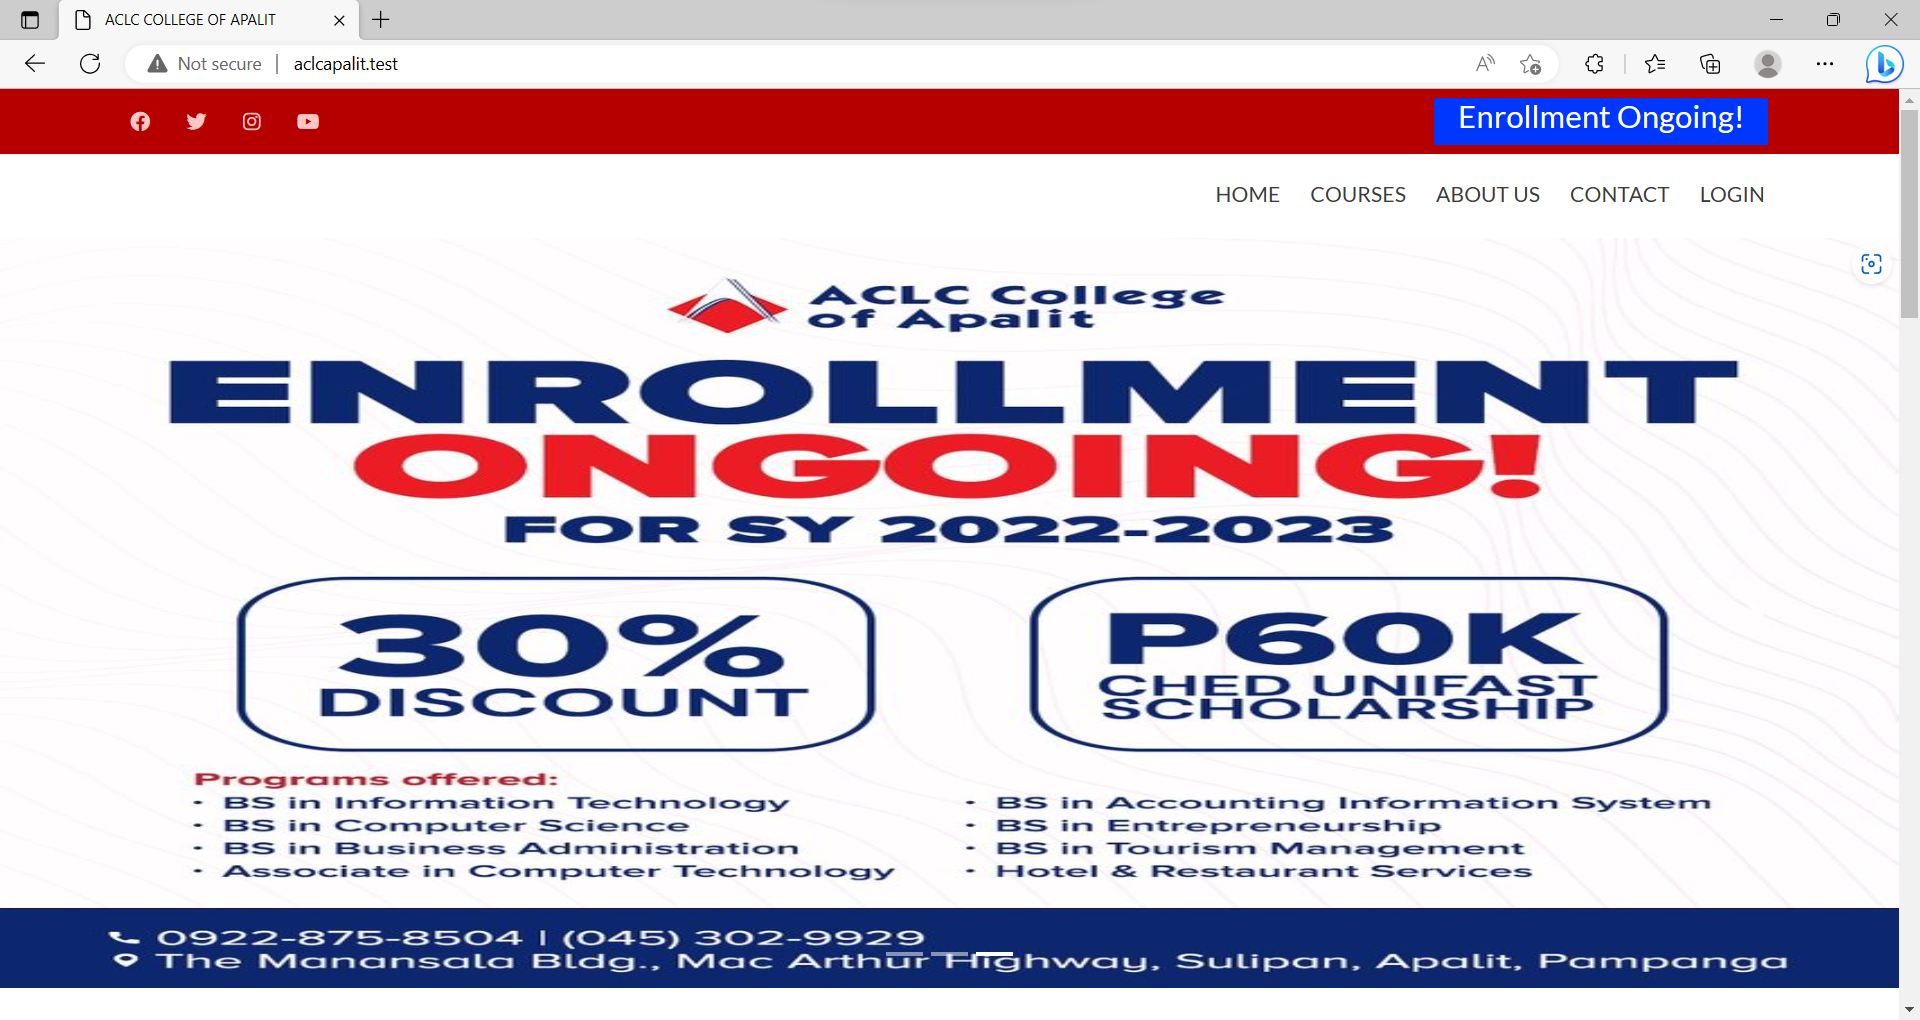 ACLC COLLEGE OF APALIT
Not secure
aclcapalit.test
Enrollment Ongoing!
HOME COURSES ABOUT US CONTACT LOGIN
ACLC College
of Apalit
ENROLLMENT
ONGOING!
FOR SY 2022-2023
30%
DISCOUNT
P60K
CHED UNIFAST
SCHOLARSHIP
Programs offered:
• BS in Information Technology
• BS in Computer Science
• BS in Business Administration
• Associate in Computer Technology
• BS in Accounting Information System
• BS in Entrepreneurship
• BS in Tourism Management
• Hotel & Restaurant Services
0922-875-8504 | (045) 302-9929
The Manansala Bldg., Mac Arthur Highway, Sulipan, Apalit, Pampanga